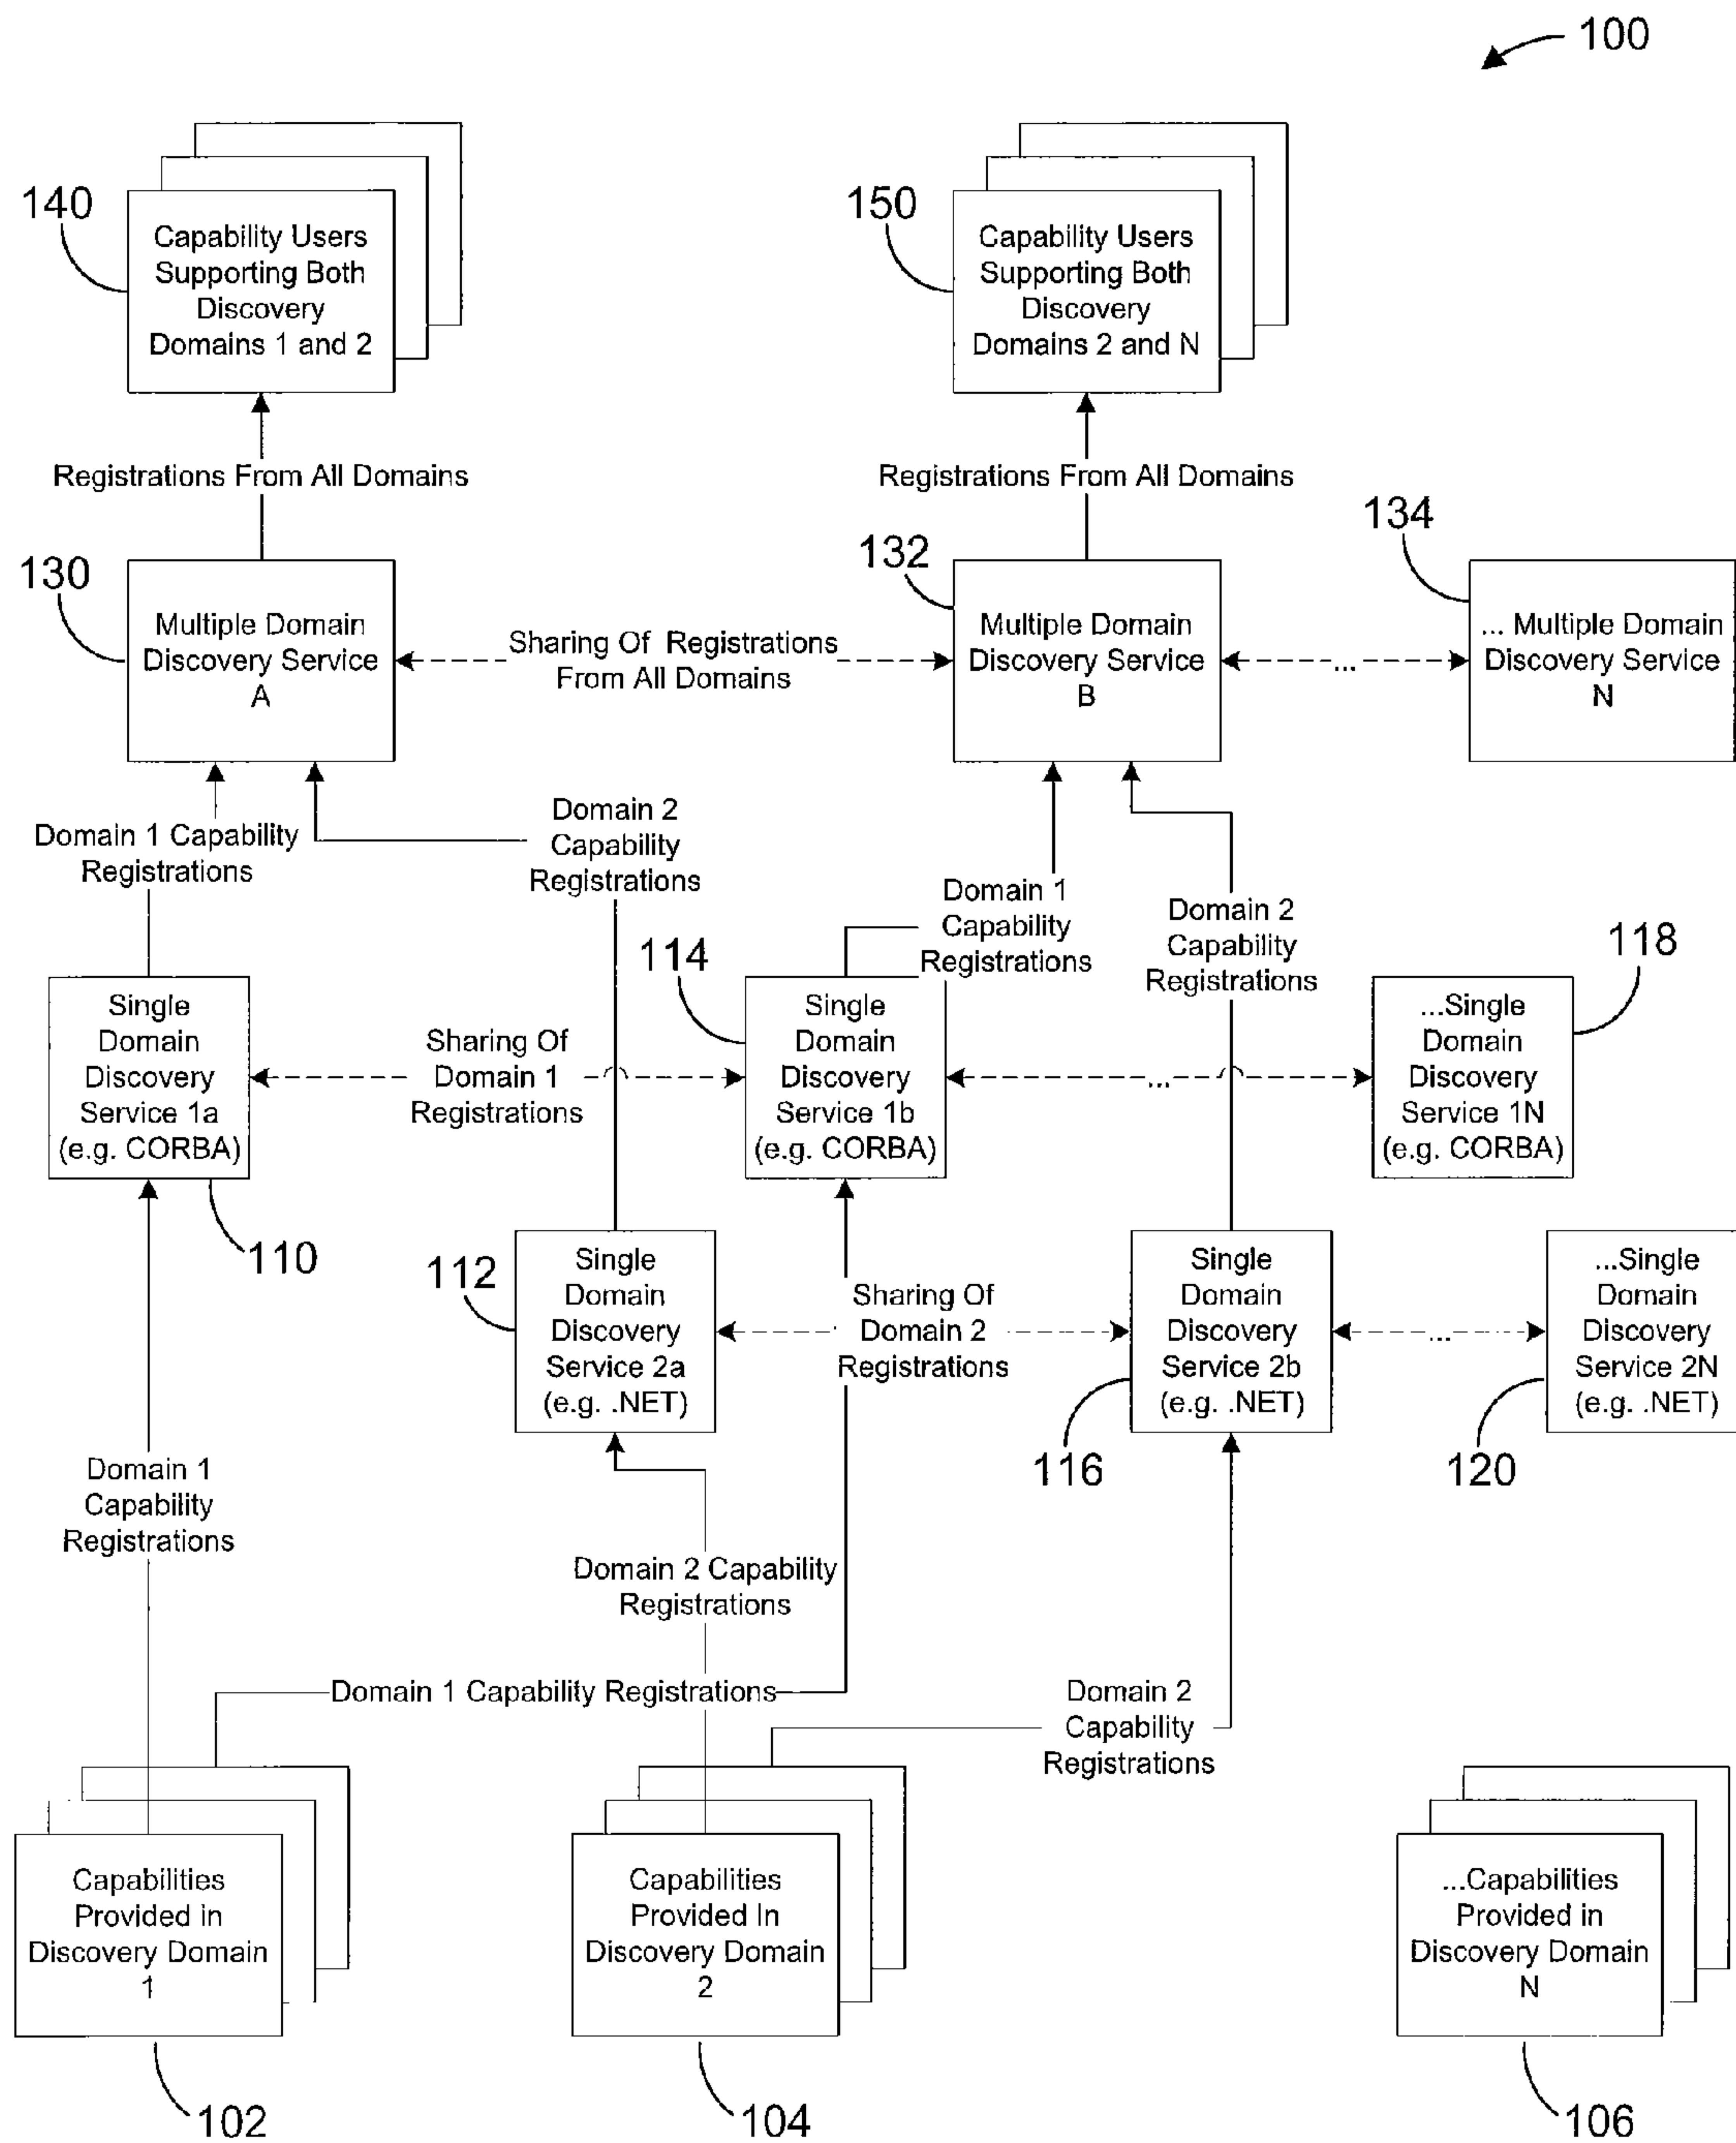 100
140
Capability Users
Supporting Both
Discovery
Domains 1 and 2
150
Capability Users
Supporting Both
Discovery
Domains 2 and N
Registrations From All Domains
Registrations From All Domains
130
Multiple Domain
Discovery Service
A
Sharing Of Registrations
From All Domains
132
Multiple Domain
Discovery Service
B
...
134
... Multiple Domain
Discovery Service
N
Domain 1 Capability
Registrations
Domain 2
Capability
Registrations
Domain 1
Capability
Registrations
Domain 2
Capability
Registrations
Single
Domain
Discovery
Service 1a
(e.g. CORBA)
110
Sharing Of
Domain 1
Registrations
114
Single
Domain
Discovery
Service 1b
(e.g. CORBA)
...
118
...Single
Domain
Discovery
Service 1N
(e.g. CORBA)
112
Single
Domain
Discovery
Service 2a
(e.g. .NET)
Sharing Of
Domain 2
Registrations
116
Single
Domain
Discovery
Service 2b
(e.g. .NET)
...
120
...Single
Domain
Discovery
Service 2N
(e.g. .NET)
Domain 1
Capability
Registrations
Domain 2 Capability
Registrations
Domain 1 Capability Registrations
Domain 2
Capability
Registrations
Capabilities
Provided in
Discovery Domain
1
102
Capabilities
Provided In
Discovery Domain
2
104
...Capabilities
Provided in
Discovery Domain
N
106